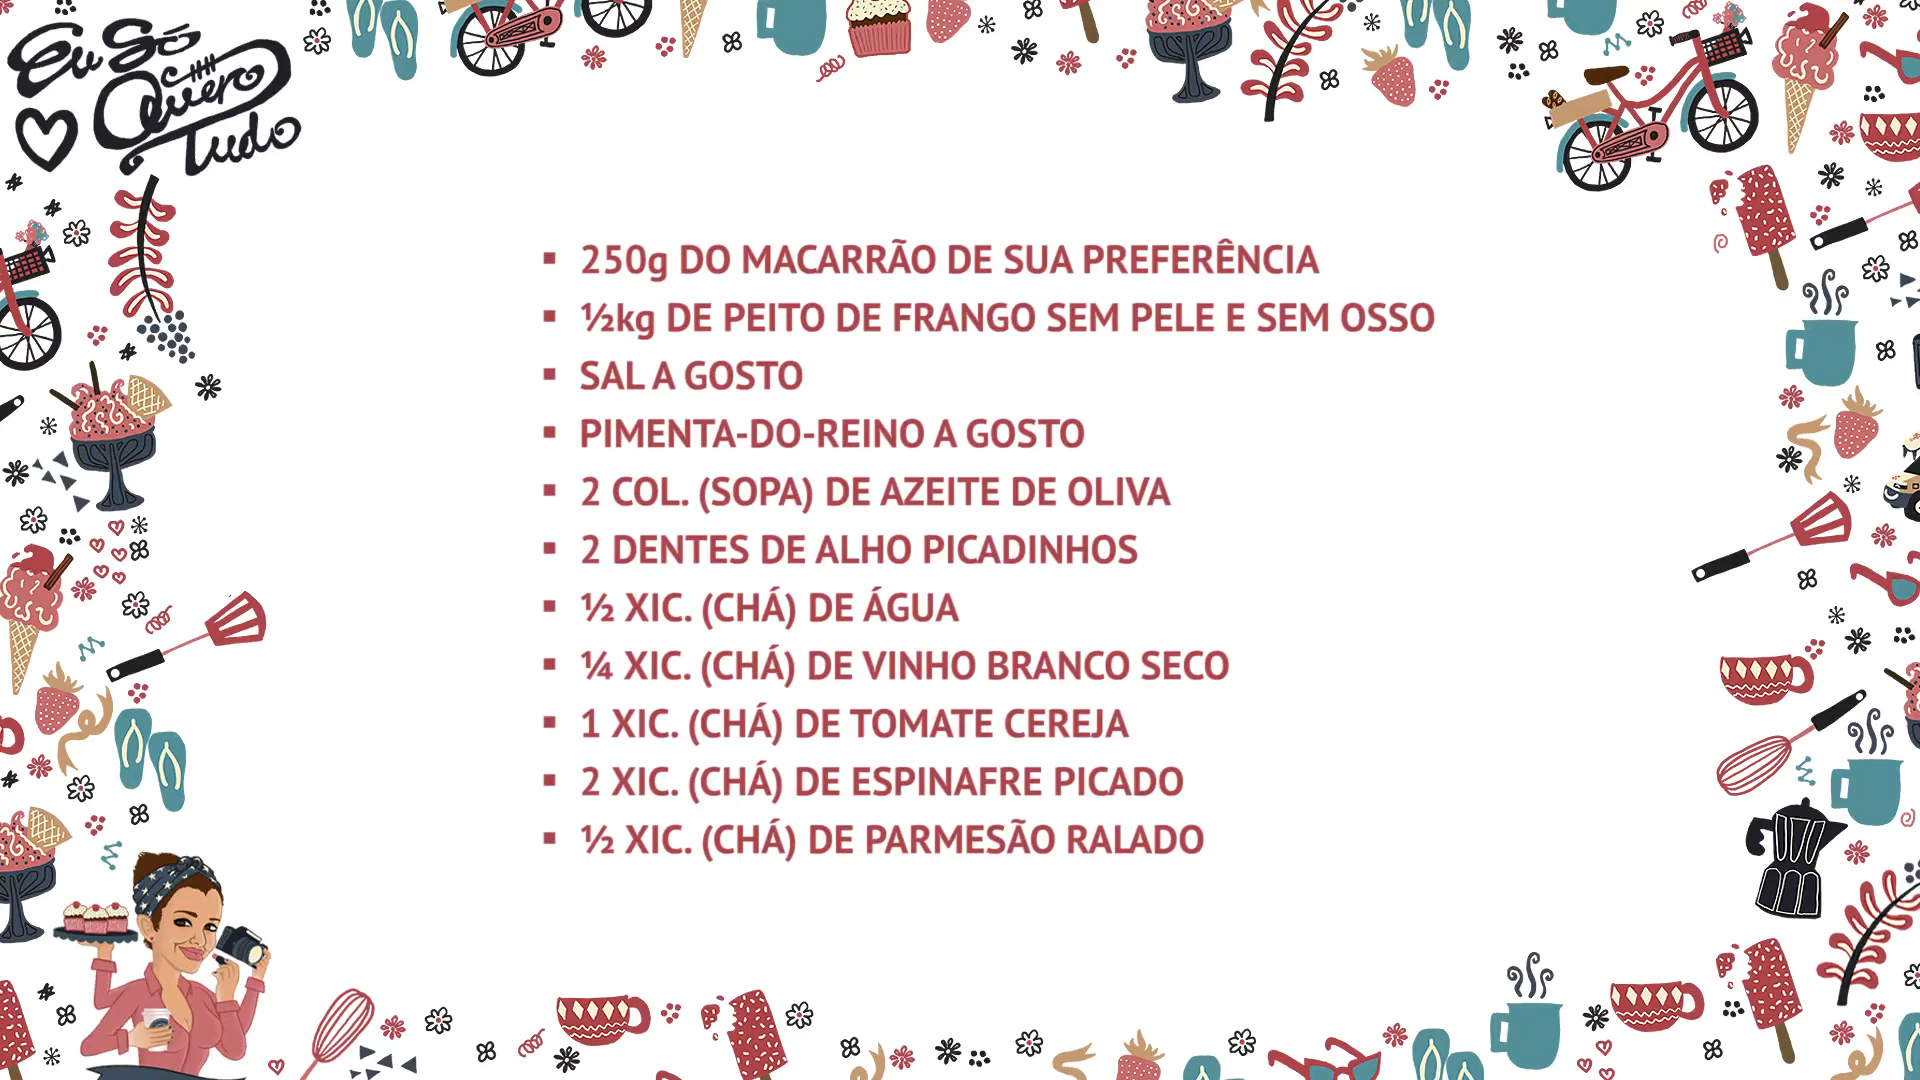 Eu Só
Quero
Tudo
▪ 250g DO MACARRÃO DE SUA PREFERÊNCIA
▪ ½kg DE PEITO DE FRANGO SEM PELE E SEM OSSO
▪ SAL A GOSTO
▪ PIMENTA-DO-REINO A GOSTO
▪ 2 COL. (SOPA) DE AZEITE DE OLIVA
▪ 2 DENTES DE ALHO PICADINHOS
▪ ½ XIC. (CHÁ) DE ÁGUA
▪ ¼ XIC. (CHÁ) DE VINHO BRANCO SECO
▪ 1 XIC. (CHÁ) DE TOMATE CEREJA
▪ 2 XIC. (CHÁ) DE ESPINAFRE PICADO
▪ ½ XIC. (CHÁ) DE PARMESÃO RALADO